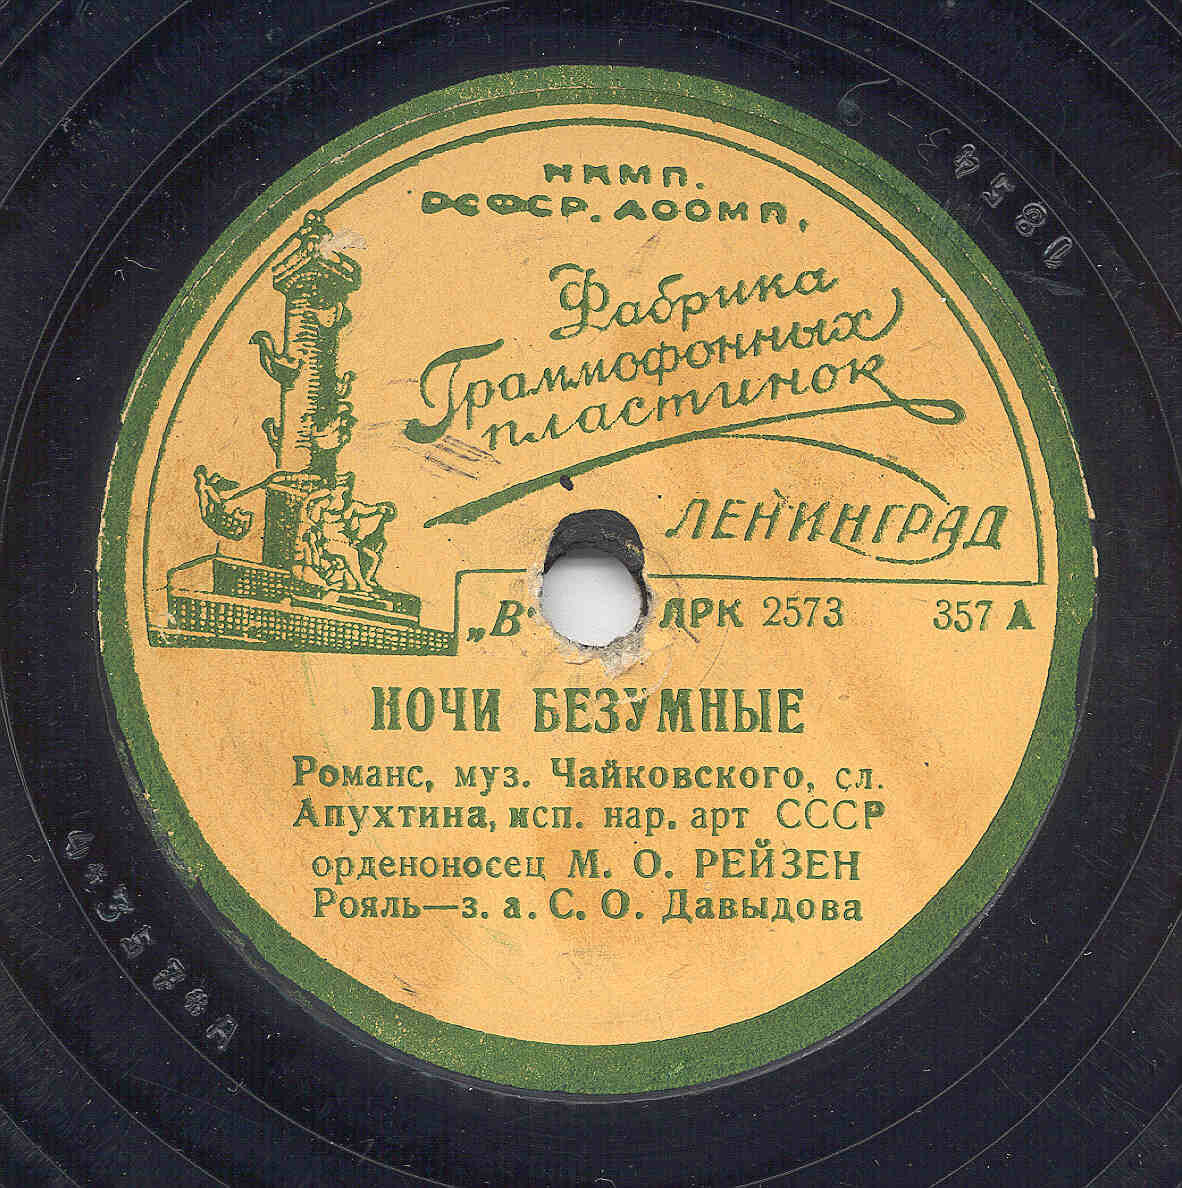 НКМП.
РСФСР. ЛООМП,
Фабрика
Граммофонных
пластинок
ЛЕНИНГРАД
„В“ ЛРК 2573 357 А
НОЧИ БЕЗУМНЫЕ
Романс, муз. Чайковского, сл.
Апухтина, исп. нар. арт СССР
орденоносец М. О. РЕЙЗЕН
Рояль—з. а. С. О. Давыдова